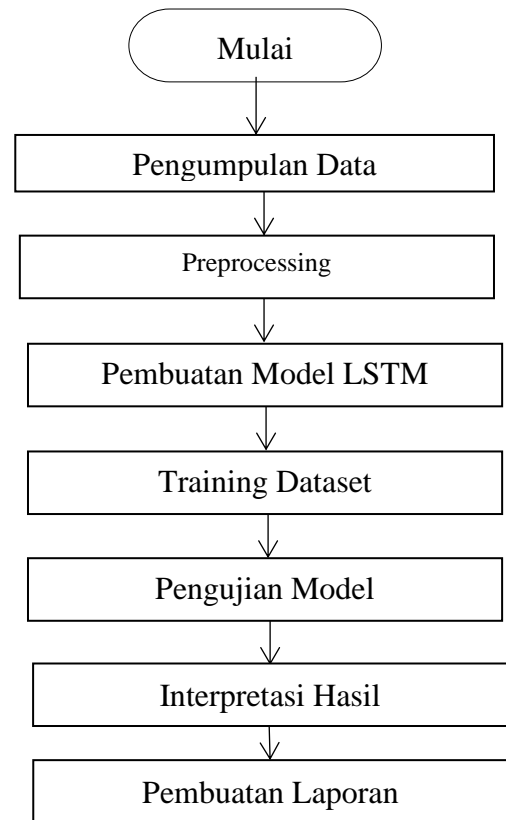 Mulai
Pengumpulan Data
Preprocessing
Pembuatan Model LSTM
Training Dataset
Pengujian Model
Interpretasi Hasil
Pembuatan Laporan